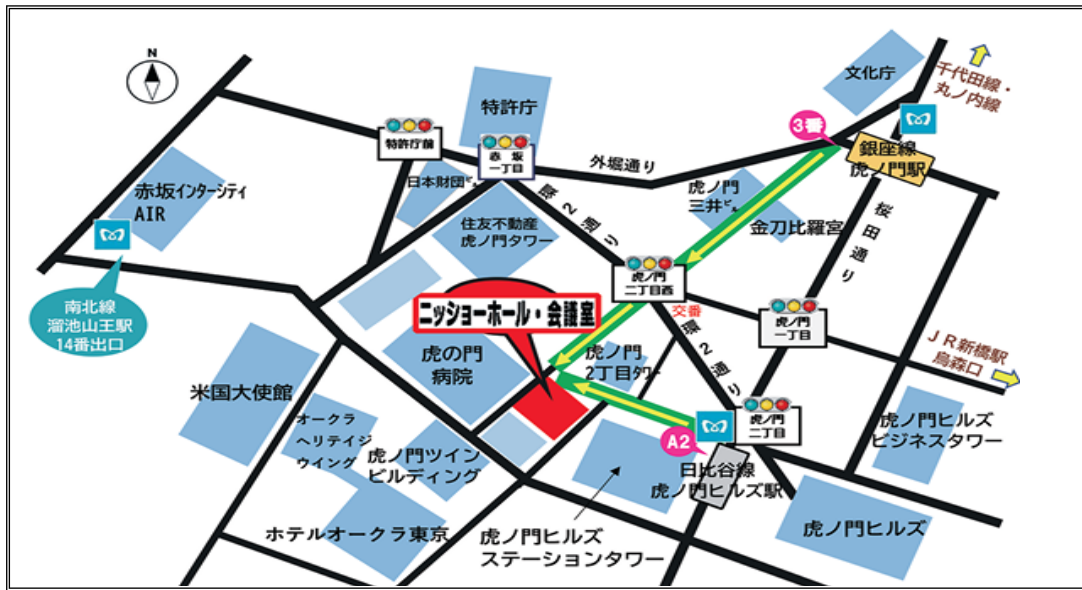 N
文化庁
千代田線・
丸ノ内線
特許庁
3番
特許庁前
赤坂
一丁目
外堀通り
銀座線
虎ノ門駅
日本財団ビル
虎ノ門
三井ビル
金刀比羅宮
桜田通り
赤坂インターシティ
AIR
住友不動産
虎ノ門タワー
環2通り
虎ノ門
二丁目西
南北線
溜池山王駅
14番出口
ニッショーホール・会議室
交番
虎ノ門
一丁目
虎の門
病院
虎ノ門
2丁目タワー
環2通り
JR新橋駅
烏森口
米国大使館
オークラ
ヘリテイジ
ウイング
虎ノ門ツイン
ビルディング
A2
虎ノ門
二丁目
虎ノ門ヒルズ
ビジネスタワー
日比谷線
虎ノ門ヒルズ駅
ホテルオークラ東京
虎ノ門ヒルズ
ステーションタワー
虎ノ門ヒルズ